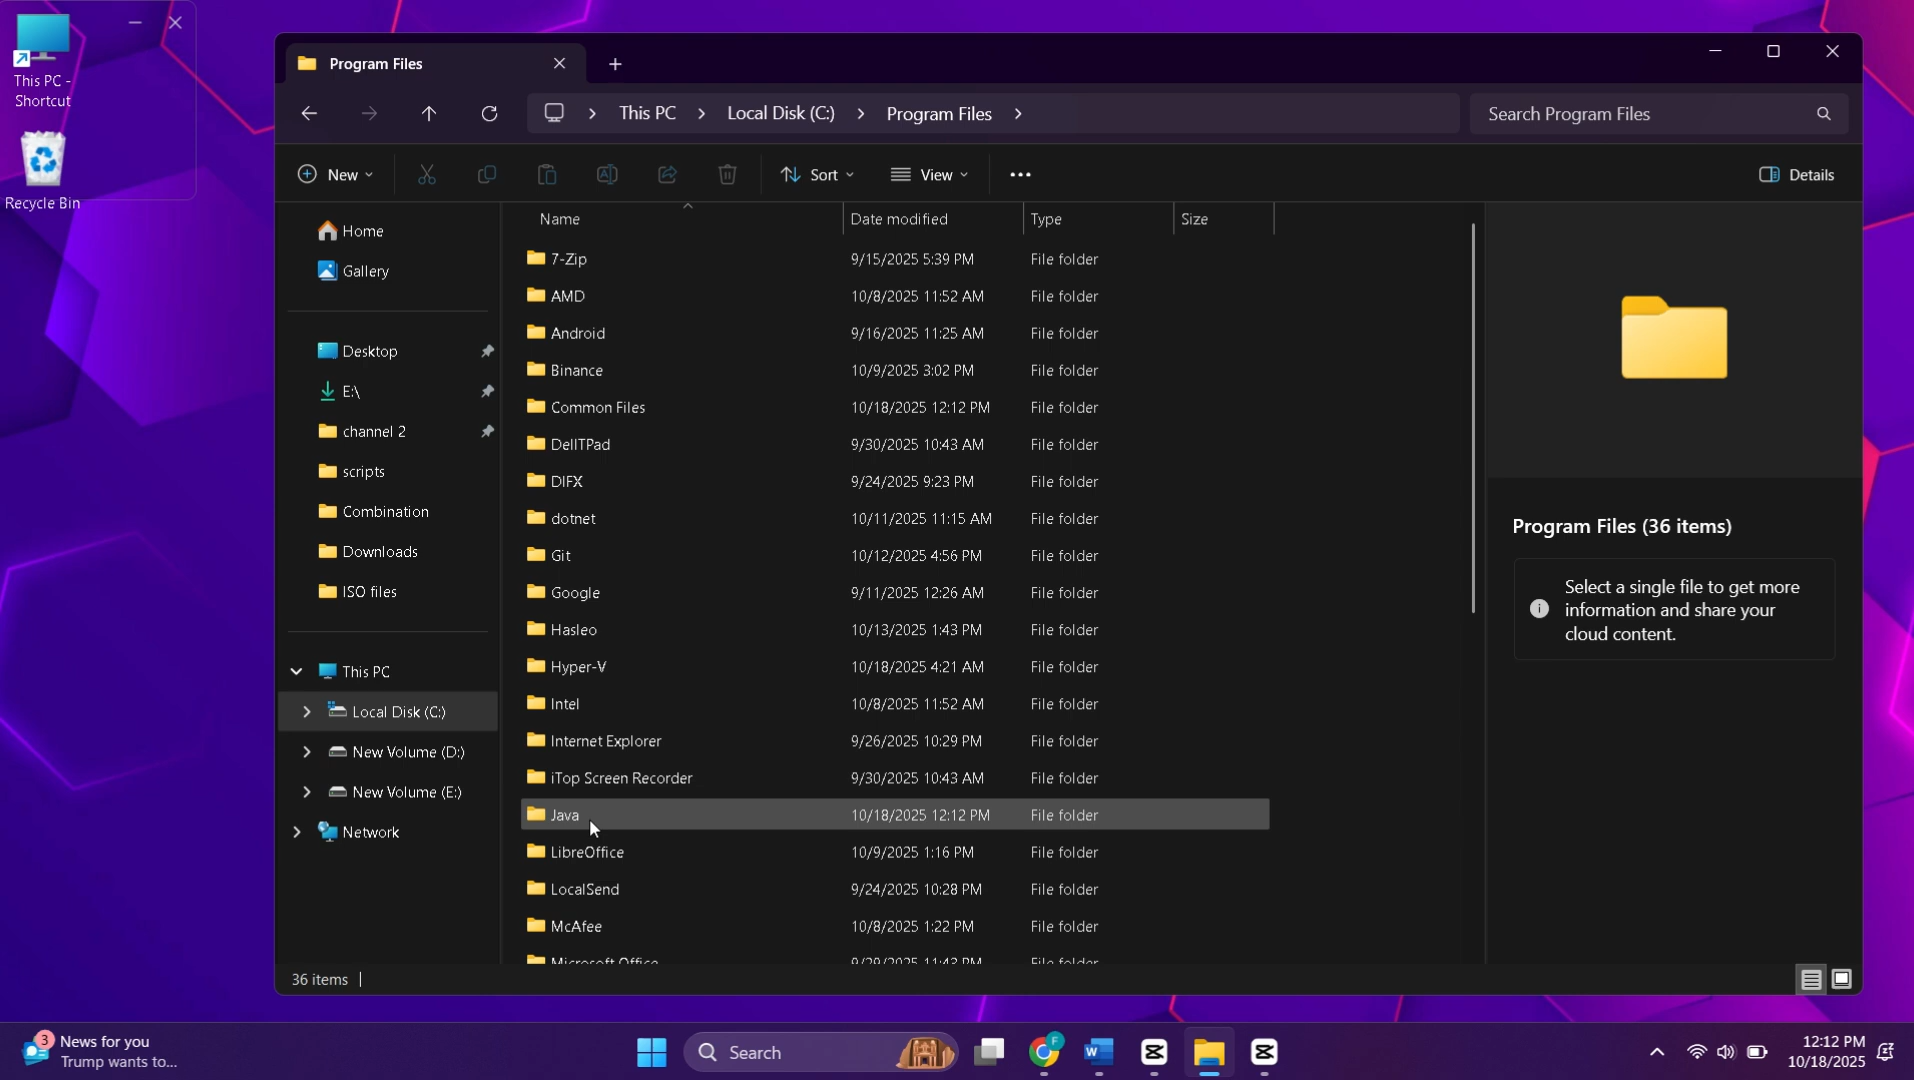 This PC -
Shortcut
Recycle Bin
Program Files
This PC
Local Disk (C:)
Program Files
Search Program Files
New
Sort
View
Details
Home
Gallery
Desktop
E:\
channel 2
scripts
Combination
Downloads
ISO files
This PC
Local Disk (C:)
New Volume (D:)
New Volume (E:)
Network
Name Date modified Type Size
7-Zip 9/15/2025 5:39 PM File folder
AMD 10/8/2025 11:52 AM File folder
Android 9/16/2025 11:25 AM File folder
Binance 10/9/2025 3:02 PM File folder
Common Files 10/18/2025 12:12 PM File folder
DellTPad 9/30/2025 10:43 AM File folder
DIFX 9/24/2025 9:23 PM File folder
dotnet 10/11/2025 11:15 AM File folder
Git 10/12/2025 4:56 PM File folder
Google 9/11/2025 12:26 AM File folder
Hasleo 10/13/2025 1:43 PM File folder
Hyper-V 10/18/2025 4:21 AM File folder
Intel 10/8/2025 11:52 AM File folder
Internet Explorer 9/26/2025 10:29 PM File folder
iTop Screen Recorder 9/30/2025 10:43 AM File folder
Java 10/18/2025 12:12 PM File folder
LibreOffice 10/9/2025 1:16 PM File folder
LocalSend 9/24/2025 10:28 PM File folder
McAfee 10/8/2025 1:22 PM File folder
Microsoft Office 9/29/2025 11:43 PM File folder
Program Files (36 items)
Select a single file to get more
information and share your
cloud content.
36 items
3
News for you
Trump wants to...
Search
F
W
12:12 PM
10/18/2025